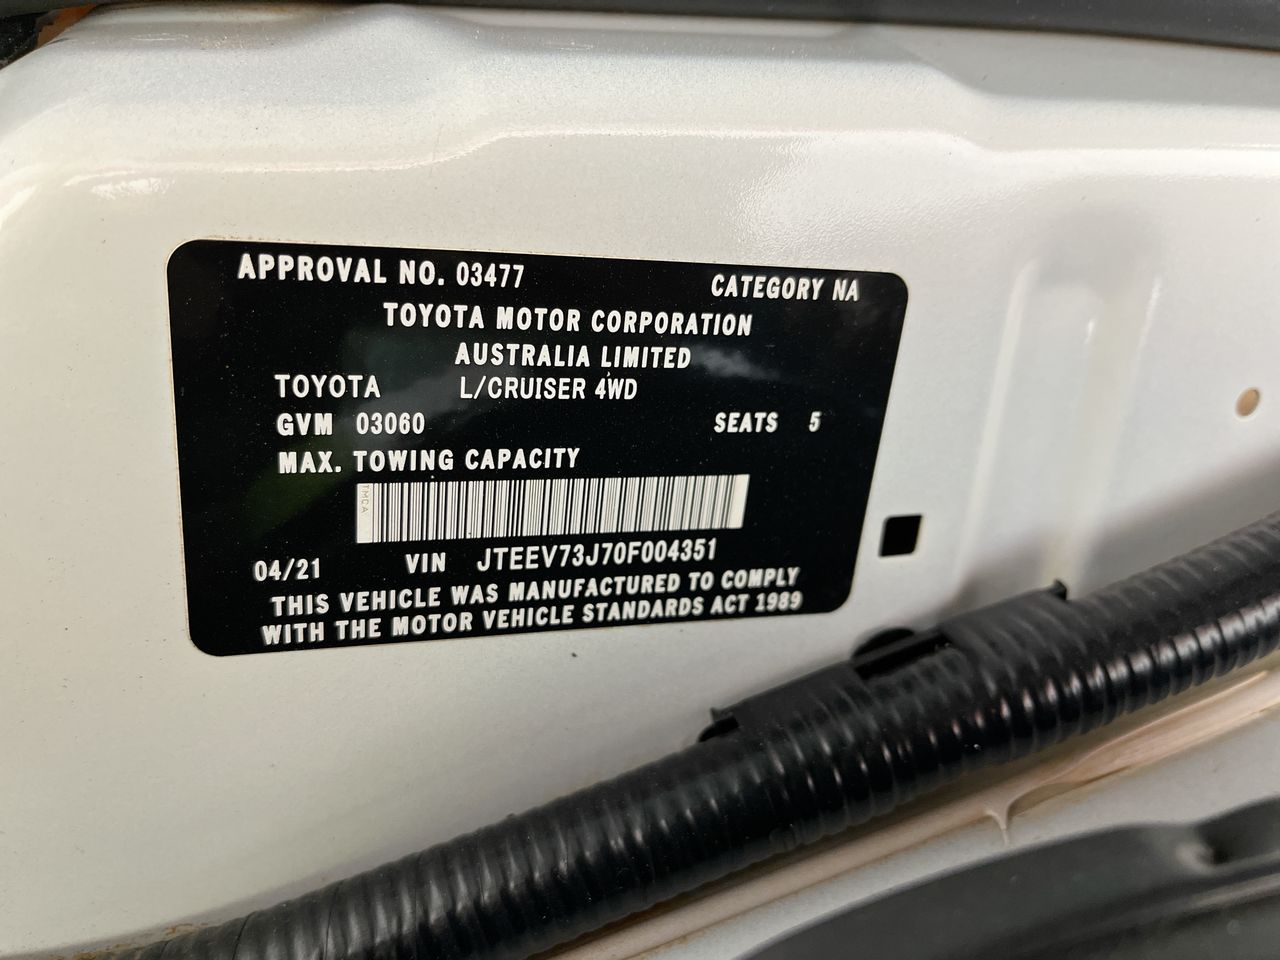 APPROVAL NO. 03477 CATEGORY NA
TOYOTA MOTOR CORPORATION
AUSTRALIA LIMITED
TOYOTA L/CRUISER 4WD
GVM 03060 SEATS 5
MAX. TOWING CAPACITY
TMCA
04/21 VIN JTEEV73J70F004351
THIS VEHICLE WAS MANUFACTURED TO COMPLY
WITH THE MOTOR VEHICLE STANDARDS ACT 1989